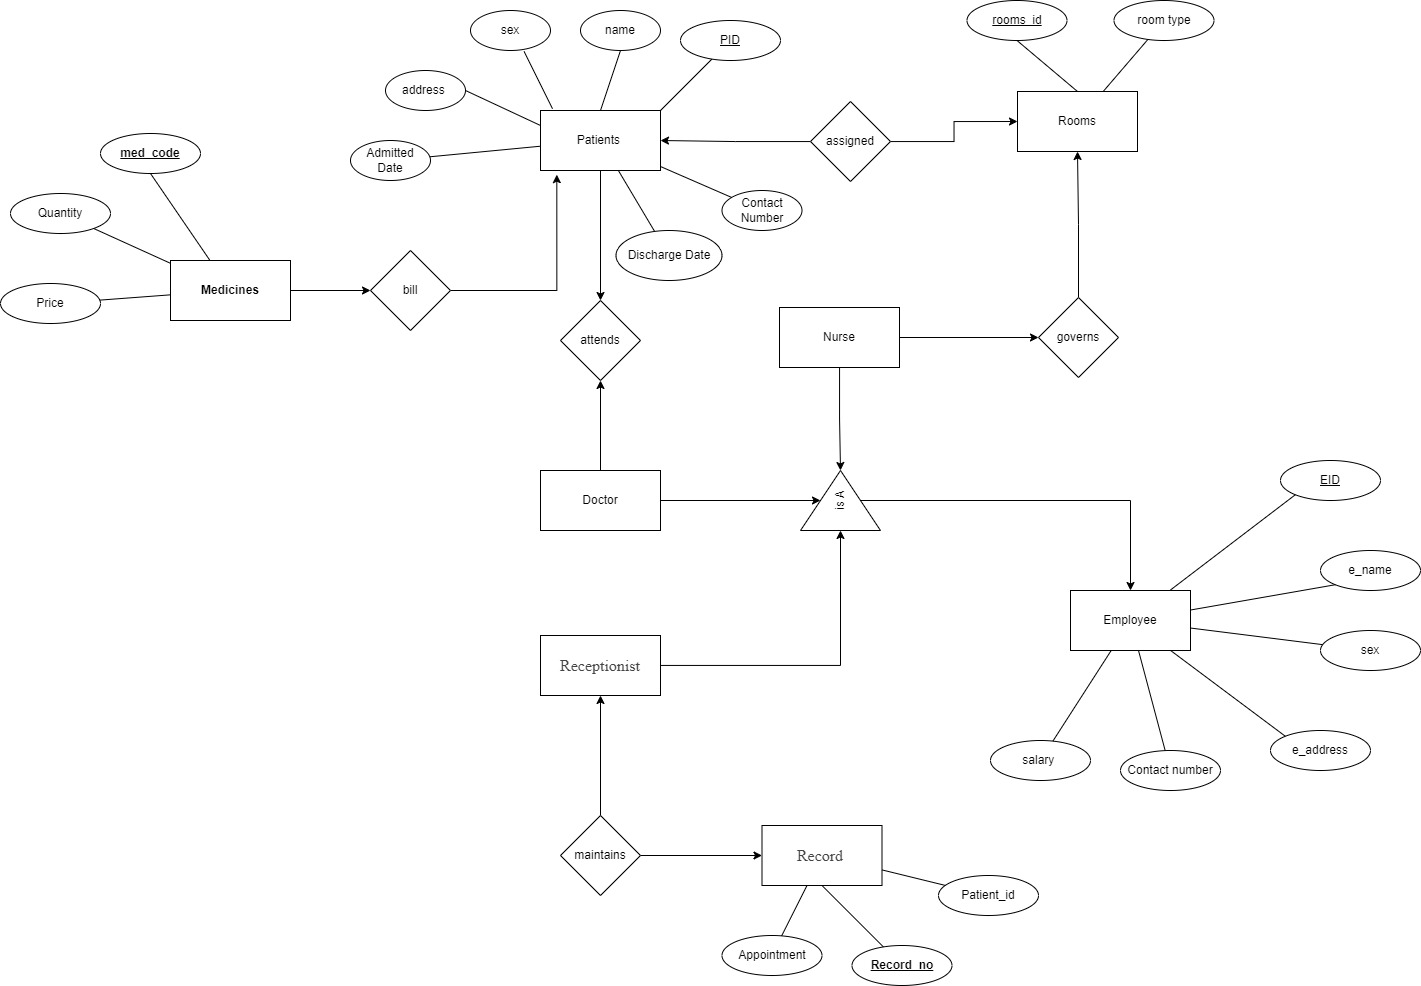 sex
name
PID
rooms_id
room type
address
Patients
Rooms
assigned
Admitted
Date
med_code
Contact
Number
Quantity
Discharge Date
Medicines
bill
Price
attends
Nurse
governs
Doctor
is A
EID
e_name
Employee
sex
Receptionist
salary
Contact number
e_address
maintains
Record
Patient_id
Appointment
Record_no